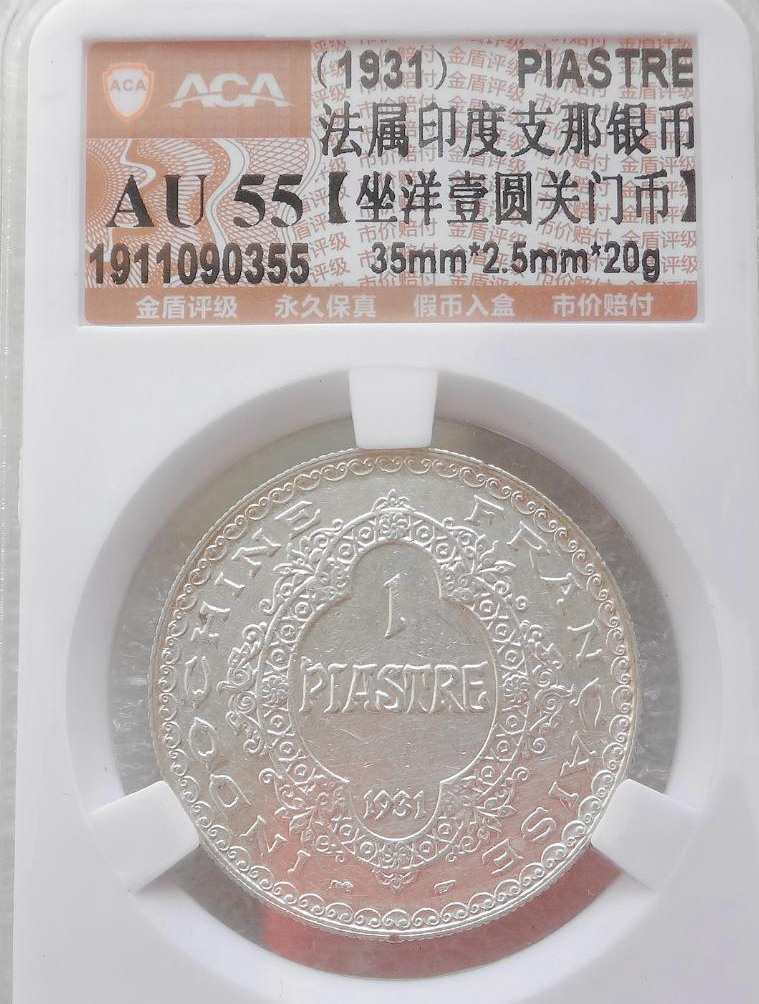 ACA ACA
(1931) PIASTRE
法属印度支那银币
AU 55【坐洋壹圆关门币】
1911090355 35mm*2.5mm*20g
金盾评级 永久保真 假币入盒 市价赔付
INDOCHINE FRANÇAISE
1
PIASTRE
1931